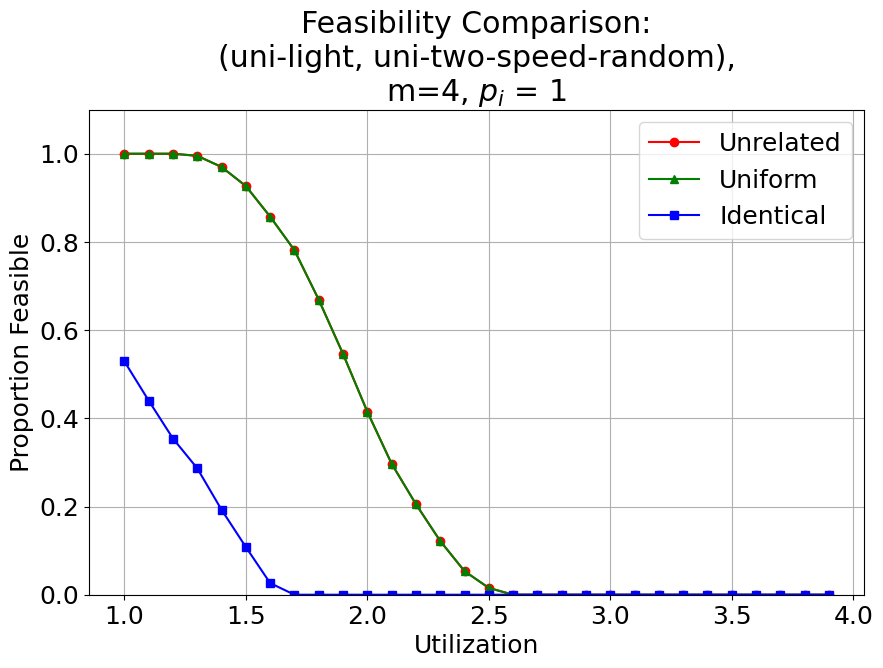 Feasibility Comparison:
(uni-light, uni-two-speed-random),
m=4, $p_i$ = 1
Unrelated
Uniform
Identical
Proportion Feasible
1.0
0.8
0.6
0.4
0.2
0.0
1.0 1.5 2.0 2.5 3.0 3.5 4.0
Utilization